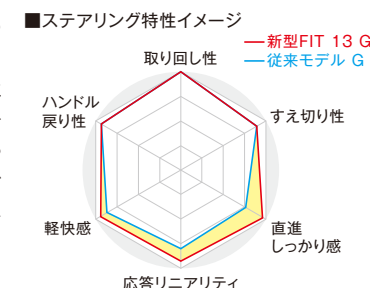 ■ステアリング特性イメージ
新型FIT 13 G
従来モデル G
取り回し性
すえ切り性
直進
しっかり感
応答リニアリティ
軽快感
ハンドル
戻り性